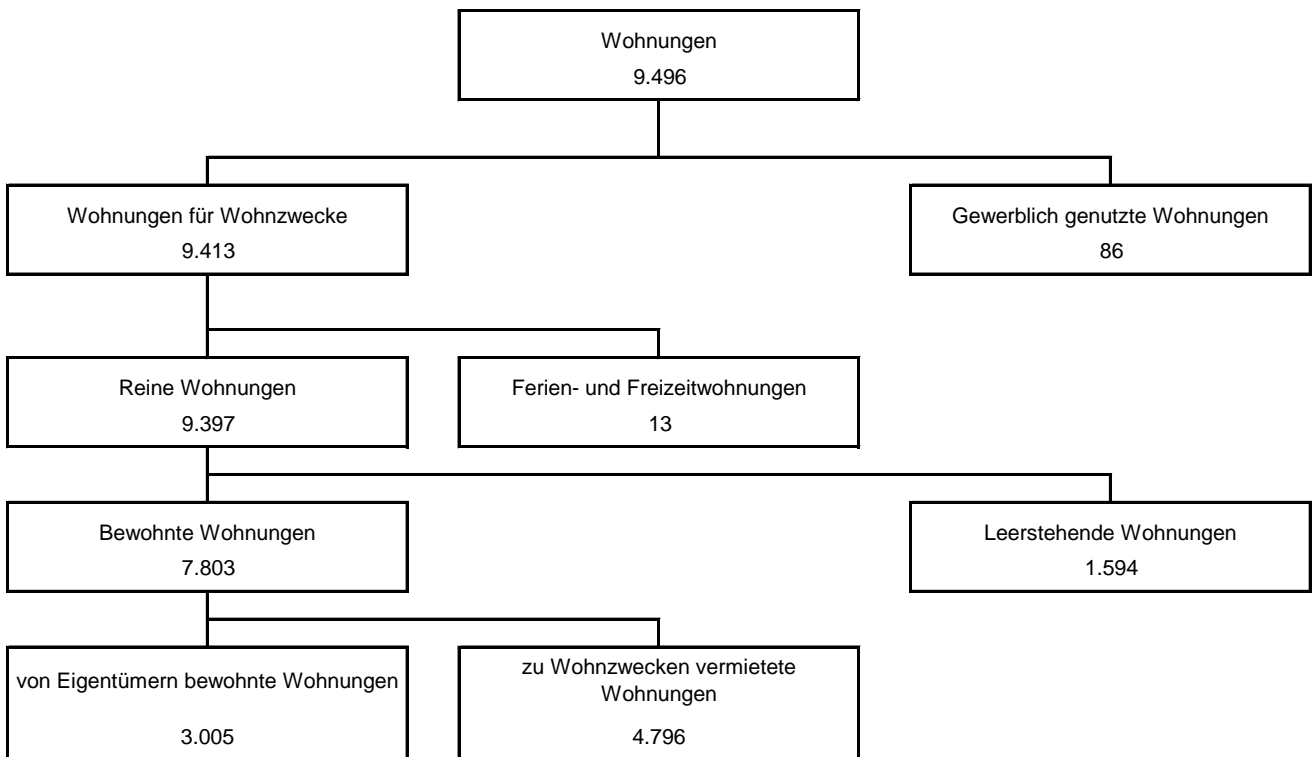 Wohnungen
9.496
Wohnungen für Wohnzwecke
9.413
Gewerblich genutzte Wohnungen
86
Reine Wohnungen
9.397
Ferien- und Freizeitwohnungen
13
Bewohnte Wohnungen
7.803
Leerstehende Wohnungen
1.594
von Eigentümern bewohnte Wohnungen
3.005
zu Wohnzwecken vermietete
Wohnungen
4.796